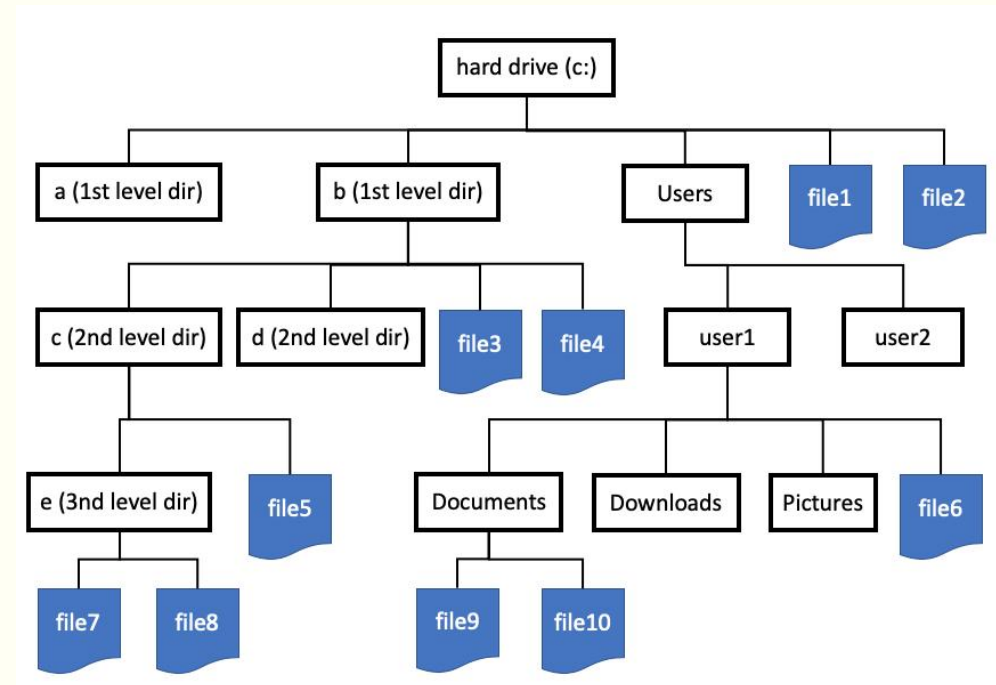 hard drive (c:)
a (1st level dir)
b (1st level dir)
Users
file1
file2
c (2nd level dir)
d (2nd level dir)
file3
file4
user1
user2
e (3nd level dir)
file5
Documents
Downloads
Pictures
file6
file7
file8
file9
file10